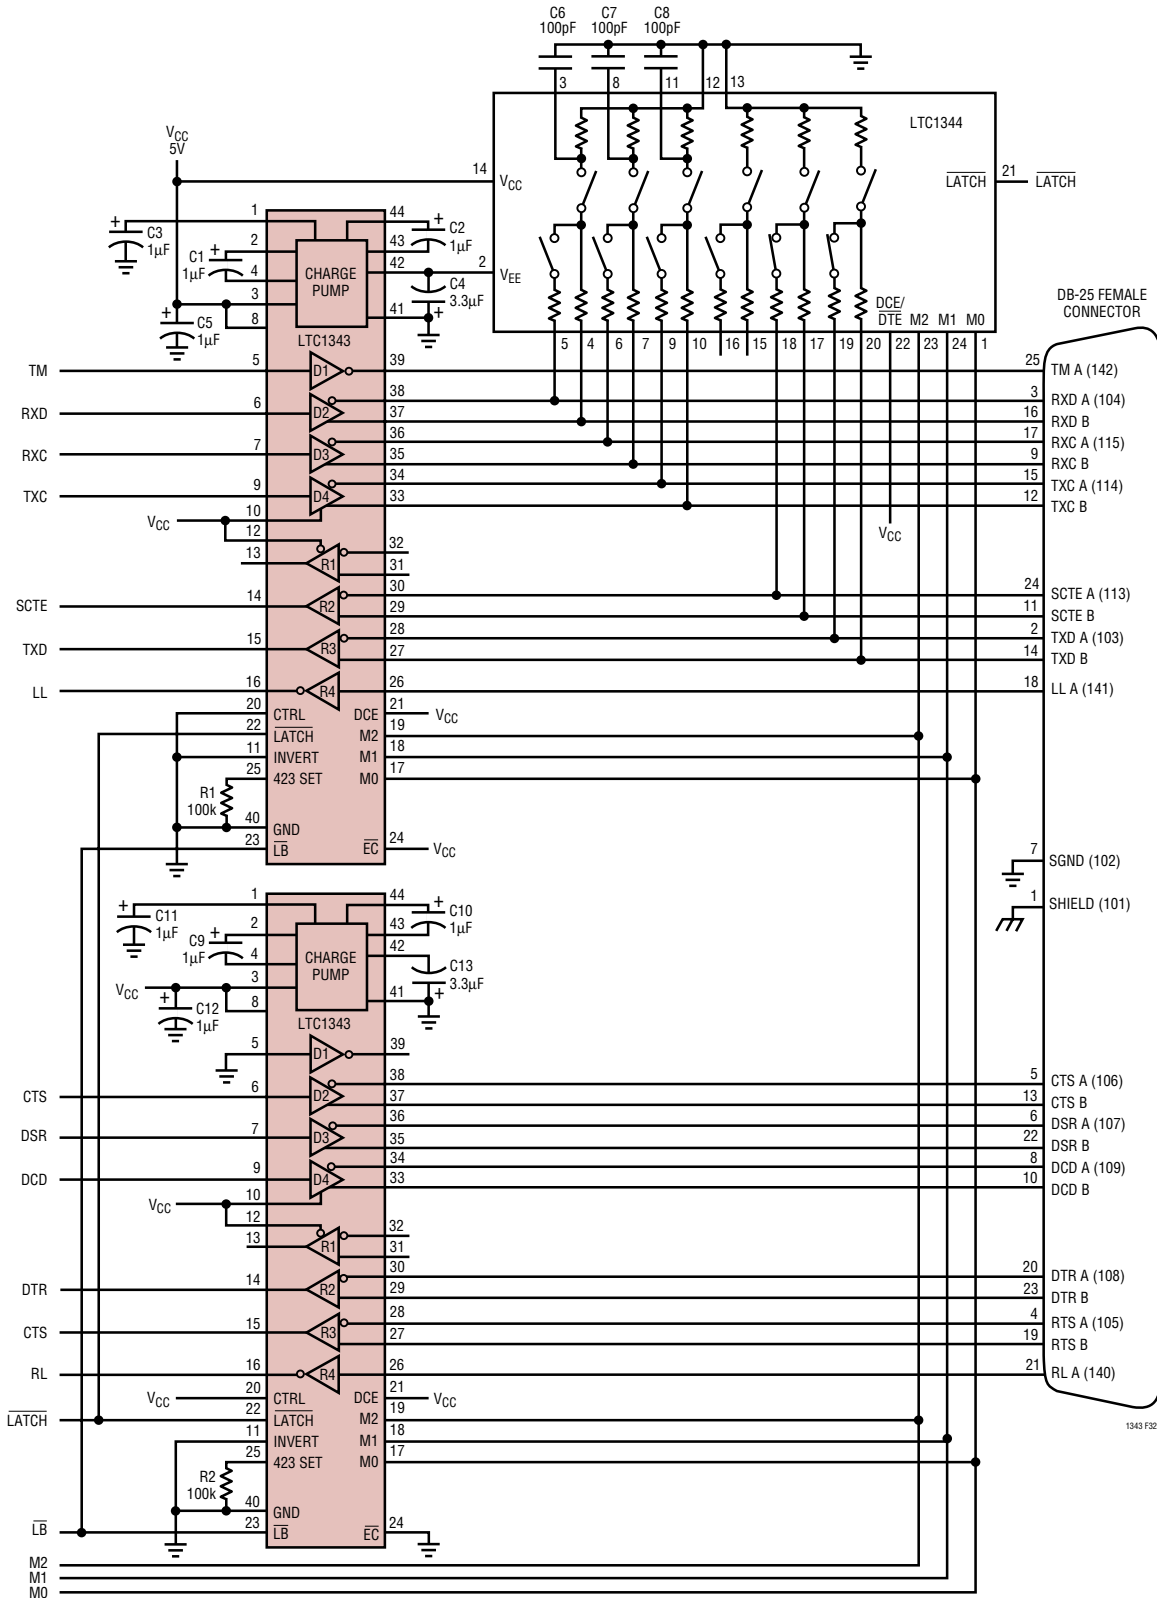 C6
100pF
C7
100pF
C8
100pF
3
8
11
12
13
LTC1344
VCC
5V
14
VCC
LATCH
21
LATCH
2
VEE
DCE/
DTE
M2
M1
M0
5
4
6
7
9
10
16
15
18
17
19
20
22
23
24
1
DB-25 FEMALE
CONNECTOR
1
44
+
C3
1µF
+
C2
1µF
2
43
C1
1µF
+
4
42
CHARGE
PUMP
C4
3.3µF
+
3
8
41
+
C5
1µF
LTC1343
TM
5
D1
39
25
TM A (142)
RXD
6
D2
38
3
RXD A (104)
37
16
RXD B
RXC
7
D3
36
17
RXC A (115)
35
9
RXC B
TXC
9
D4
34
15
TXC A (114)
33
12
TXC B
VCC
10
12
VCC
13
R1
32
31
SCTE
14
R2
30
24
SCTE A (113)
29
11
SCTE B
TXD
15
R3
28
2
TXD A (103)
27
14
TXD B
LL
16
R4
26
18
LL A (141)
20
CTRL
DCE
21
VCC
22
LATCH
M2
19
11
INVERT
M1
18
25
423 SET
M0
17
R1
100k
40
GND
23
LB
EC
24
VCC
7
SGND (102)
1
SHIELD (101)
1
44
+
C11
1µF
+
C10
1µF
2
43
C9
1µF
+
4
42
CHARGE
PUMP
C13
3.3µF
+
VCC
3
8
41
+
C12
1µF
LTC1343
5
D1
39
CTS
6
D2
38
5
CTS A (106)
37
13
CTS B
DSR
7
D3
36
6
DSR A (107)
35
22
DSR B
DCD
9
D4
34
8
DCD A (109)
33
10
DCD B
VCC
10
12
13
R1
32
31
DTR
14
R2
30
20
DTR A (108)
29
23
DTR B
CTS
15
R3
28
4
RTS A (105)
27
19
RTS B
RL
16
R4
26
21
RL A (140)
VCC
20
CTRL
DCE
21
VCC
LATCH
22
LATCH
M2
19
11
INVERT
M1
18
25
423 SET
M0
17
R2
100k
40
GND
LB
23
LB
EC
24
M2
M1
M0
1343 F32